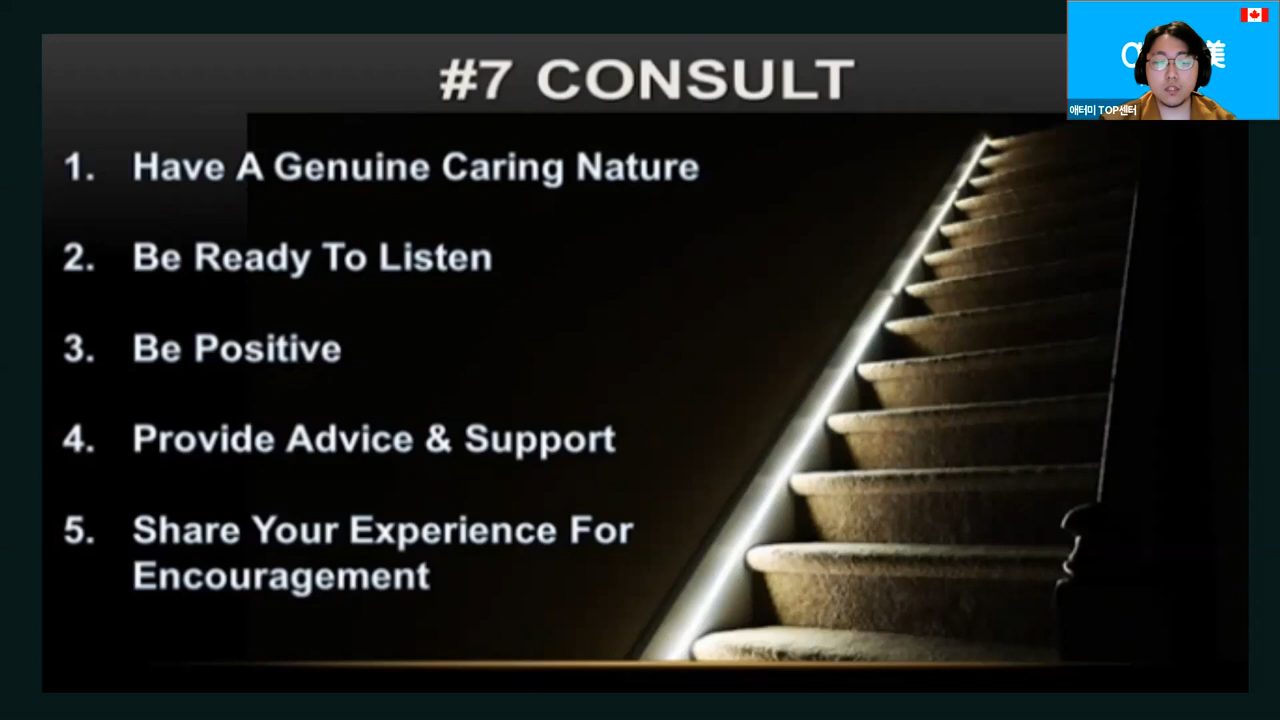 #7 CONSULT
1. Have A Genuine Caring Nature
2. Be Ready To Listen
3. Be Positive
4. Provide Advice & Support
5. Share Your Experience For
Encouragement
美
애터미 TOP센터